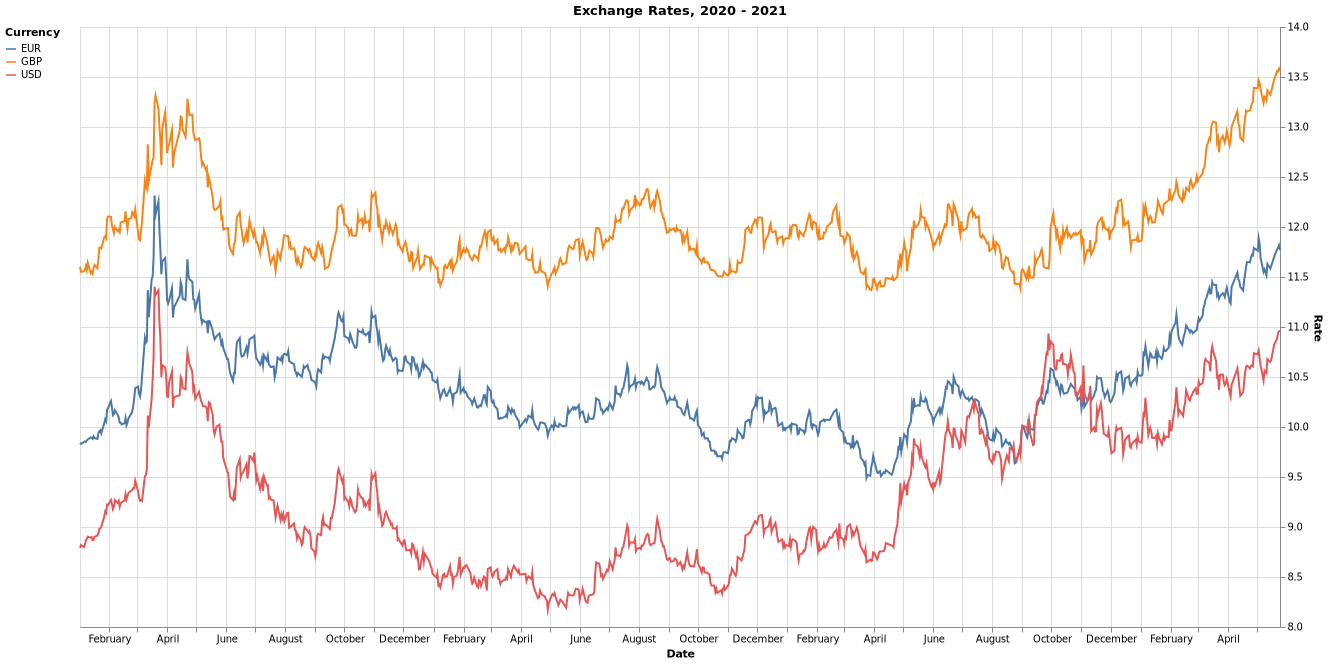 Exchange Rates, 2020 - 2021
Currency
EUR
GBP
USD
14.0
13.5
13.0
12.5
12.0
11.5
11.0
10.5
10.0
9.5
9.0
8.5
8.0
Rate
February April June August October December February April June August October December February April June August October December February April
Date